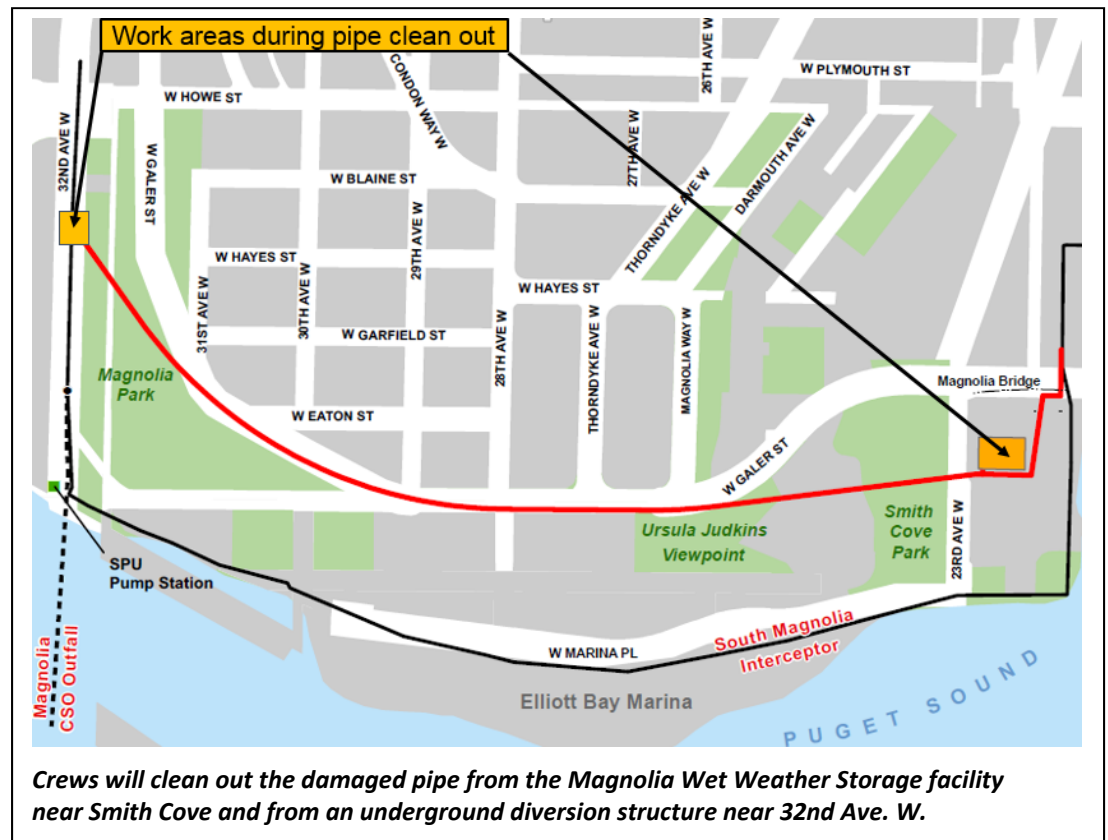 Work areas during pipe clean out
W PLYMOUTH ST
26TH AVE W
CONDON WAY W
W HOWE ST
32ND AVE W
W GALER ST
27TH AVE W
DARMOUTH AVE W
THORNDYKE AVE W
W BLAINE ST
29TH AVE W
W HAYES ST
W HAYES ST
31ST AVE W
30TH AVE W
W GARFIELD ST
28TH AVE W
THORNDYKE AVE W
MAGNOLIA WAY W
Magnolia
Park
Magnolia Bridge
W EATON ST
W GALER ST
Smith
Cove
Park
23RD AVE W
Ursula Judkins
Viewpoint
SPU
Pump Station
Magnolia
CSO Outfall
South Magnolia
Interceptor
W MARINA PL
Elliott Bay Marina
PUGET SOUND
Crews will clean out the damaged pipe from the Magnolia Wet Weather Storage facility
near Smith Cove and from an underground diversion structure near 32nd Ave. W.